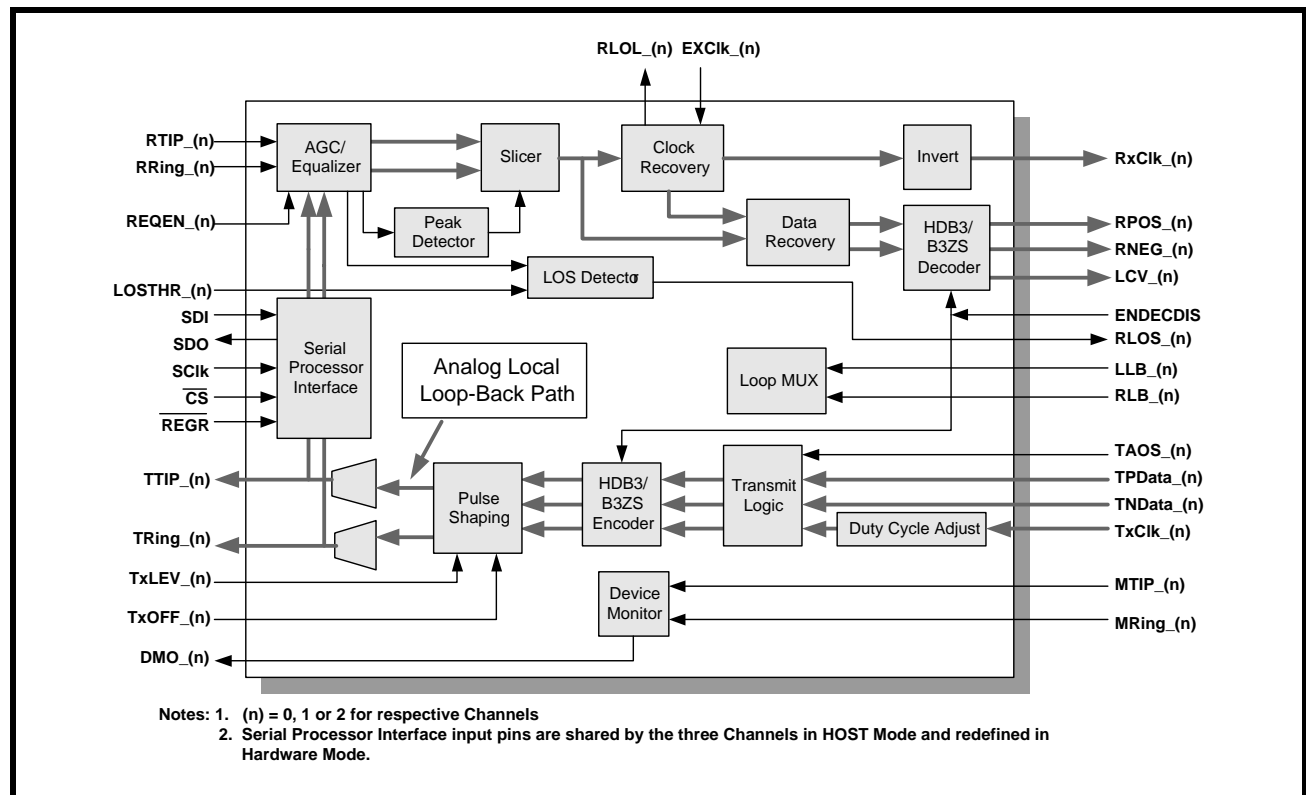 RLOL_(n) EXClk_(n)
RTIP_(n)
RRing_(n)
REQEN_(n)
LOSTHR_(n)
SDI
SDO
SClk
CS
REGR
TTIP_(n)
TRing_(n)
TxLEV_(n)
TxOFF_(n)
DMO_(n)
AGC/
Equalizer
Slicer
Clock
Recovery
Invert
Peak
Detector
Data
Recovery
HDB3/
B3ZS
Decoder
LOS Detector
Serial
Processor
Interface
Analog Local
Loop-Back Path
Loop MUX
Pulse
Shaping
HDB3/
B3ZS
Encoder
Transmit
Logic
Duty Cycle Adjust
Device
Monitor
RxClk_(n)
RPOS_(n)
RNEG_(n)
LCV_(n)
ENDECDIS
RLOS_(n)
LLB_(n)
RLB_(n)
TAOS_(n)
TPData_(n)
TNData_(n)
TxClk_(n)
MTIP_(n)
MRing_(n)
Notes: 1. (n) = 0, 1 or 2 for respective Channels
2. Serial Processor Interface input pins are shared by the three Channels in HOST Mode and redefined in
Hardware Mode.